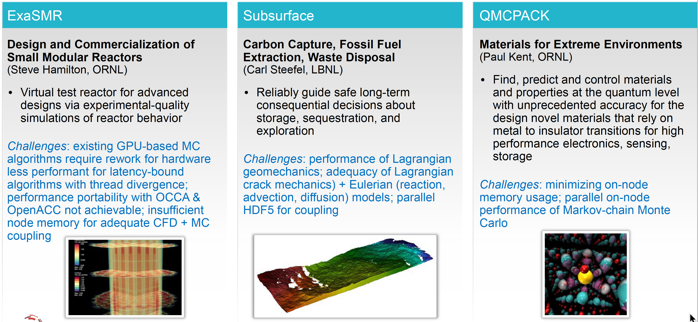 ExaSMR
Design and Commercialization of
Small Modular Reactors
(Steve Hamilton, ORNL)
• Virtual test reactor for advanced
designs via experimental-quality
simulations of reactor behavior
Challenges: existing GPU-based MC
algorithms require rework for hardware
less performant for latency-bound
algorithms with thread divergence;
performance portability with OCCA &
OpenACC not achievable; insufficient
node memory for adequate CFD + MC
coupling
Subsurface
Carbon Capture, Fossil Fuel
Extraction, Waste Disposal
(Carl Steefel, LBNL)
• Reliably guide safe long-term
consequential decisions about
storage, sequestration, and
exploration
Challenges: performance of Lagrangian
geomechanics; adequacy of Lagrangian
crack mechanics) + Eulerian (reaction,
advection, diffusion) models; parallel
HDF5 for coupling
QMCPACK
Materials for Extreme Environments
(Paul Kent, ORNL)
• Find, predict and control materials
and properties at the quantum level
with unprecedented accuracy for the
design novel materials that rely on
metal to insulator transitions for high
performance electronics, sensing,
storage
Challenges: minimizing on-node
memory usage; parallel on-node
performance of Markov-chain Monte
Carlo